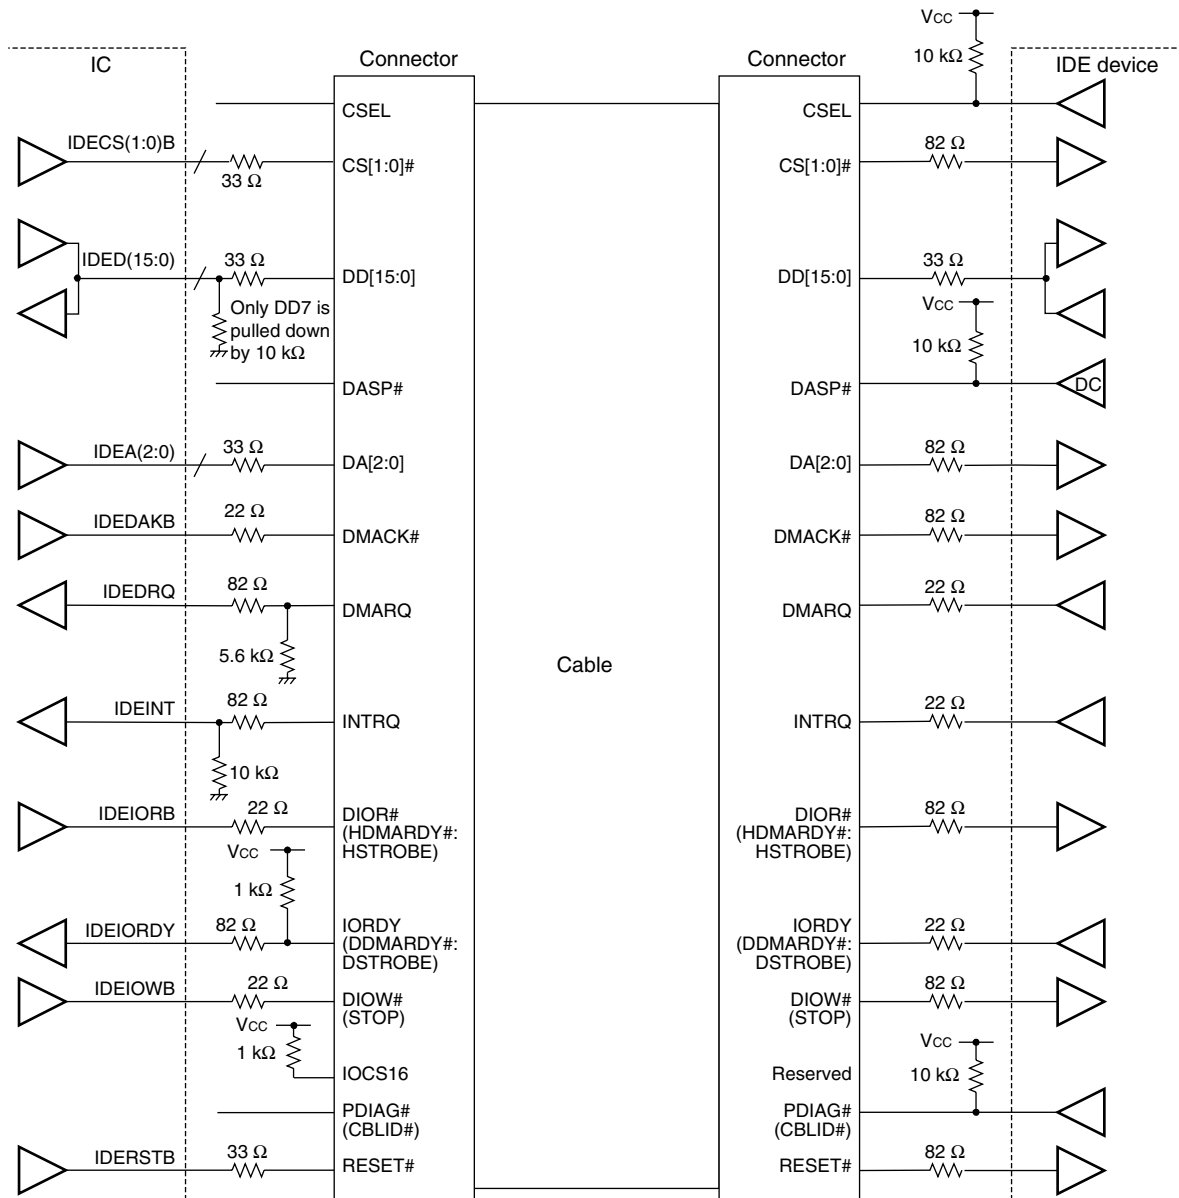 IC
Connector
Connector
Vcc
10 kΩ
IDE device
CSEL
CSEL
IDECS(1:0)B
33 Ω
CS[1:0]#
CS[1:0]#
82 Ω
IDED(15:0)
33 Ω
DD[15:0]
DD[15:0]
33 Ω
Only DD7 is
pulled down
by 10 kΩ
Vcc
10 kΩ
DASP#
DASP#
DC
IDEA(2:0)
33 Ω
DA[2:0]
DA[2:0]
82 Ω
IDEDAKB
22 Ω
DMACK#
DMACK#
82 Ω
IDEDRQ
82 Ω
DMARQ
DMARQ
22 Ω
5.6 kΩ
Cable
IDEINT
82 Ω
INTRQ
INTRQ
22 Ω
10 kΩ
IDEIORB
22 Ω
DIOR#
(HDMARDY#:
HSTROBE)
DIOR#
(HDMARDY#:
HSTROBE)
82 Ω
Vcc
1 kΩ
IDEIORDY
82 Ω
IORDY
(DDMARDY#:
DSTROBE)
IORDY
(DDMARDY#:
DSTROBE)
22 Ω
IDEIOWB
22 Ω
DIOW#
(STOP)
DIOW#
(STOP)
82 Ω
Vcc
1 kΩ
IOCS16
Reserved
Vcc
10 kΩ
PDIAG#
(CBLID#)
PDIAG#
(CBLID#)
IDERSTB
33 Ω
RESET#
RESET#
82 Ω